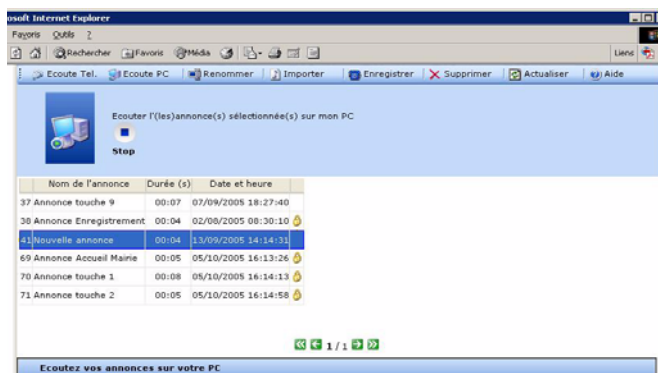 osoft Internet Explorer
Favoris Outils ?
Rechercher Favoris Média Liens
Ecoute Tel. Ecoute PC Renommer Importer Enregistrer Supprimer Actualiser Aide
Ecouter l'(les)annonce(s) sélectionnée(s) sur mon PC
Stop
Nom de l'annonce Durée (s) Date et heure
37 Annonce touche 9 00:07 07/09/2005 18:27:40
38 Annonce Enregistrement 00:04 02/08/2005 08:30:10
41 Nouvelle annonce 00:04 13/09/2005 14:14:31
69 Annonce Accueil Mairie 00:05 05/10/2005 16:13:26
70 Annonce touche 1 00:08 05/10/2005 16:14:13
71 Annonce touche 2 00:05 05/10/2005 16:14:58
1 / 1
Ecoutez vos annonces sur votre PC